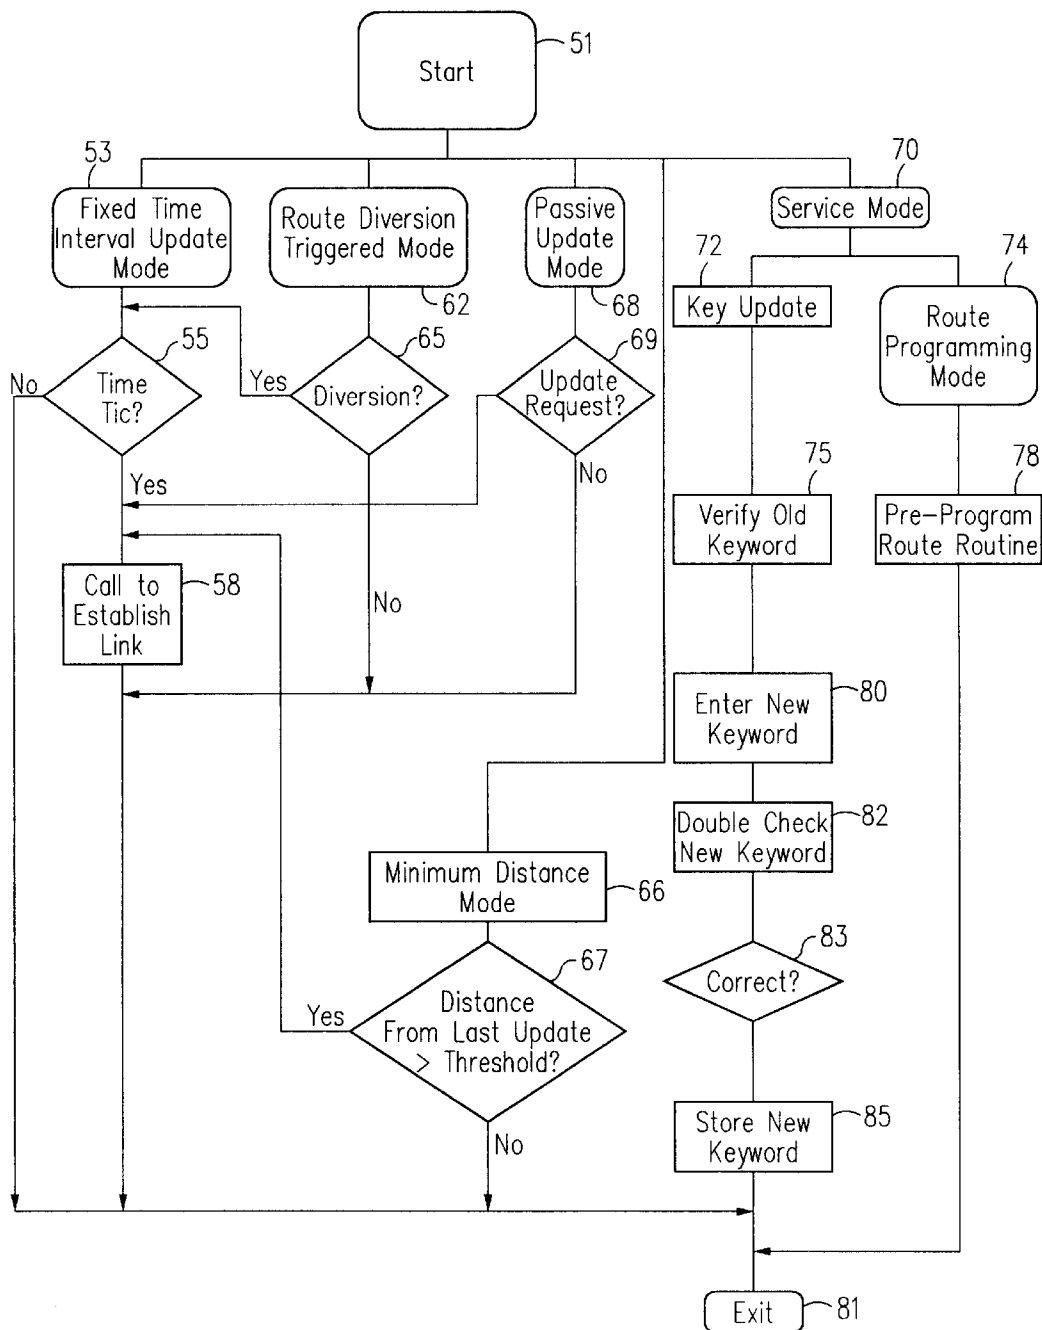 Start
51
53
Fixed Time
Interval Update
Mode
Route Diversion
Triggered Mode
62
Passive
Update
Mode
68
70
Service Mode
72
Key Update
74
Route
Programming
Mode
55
No
Time
Tic?
Yes
65
Yes
Diversion?
No
69
Update
Request?
No
75
Verify Old
Keyword
78
Pre-Program
Route Routine
Call to
Establish
Link
58
Enter New
Keyword
80
Double Check
New Keyword
82
Minimum Distance
Mode
66
67
Yes
Distance
From Last Update
> Threshold?
No
83
Correct?
Store New
Keyword
85
Exit
81